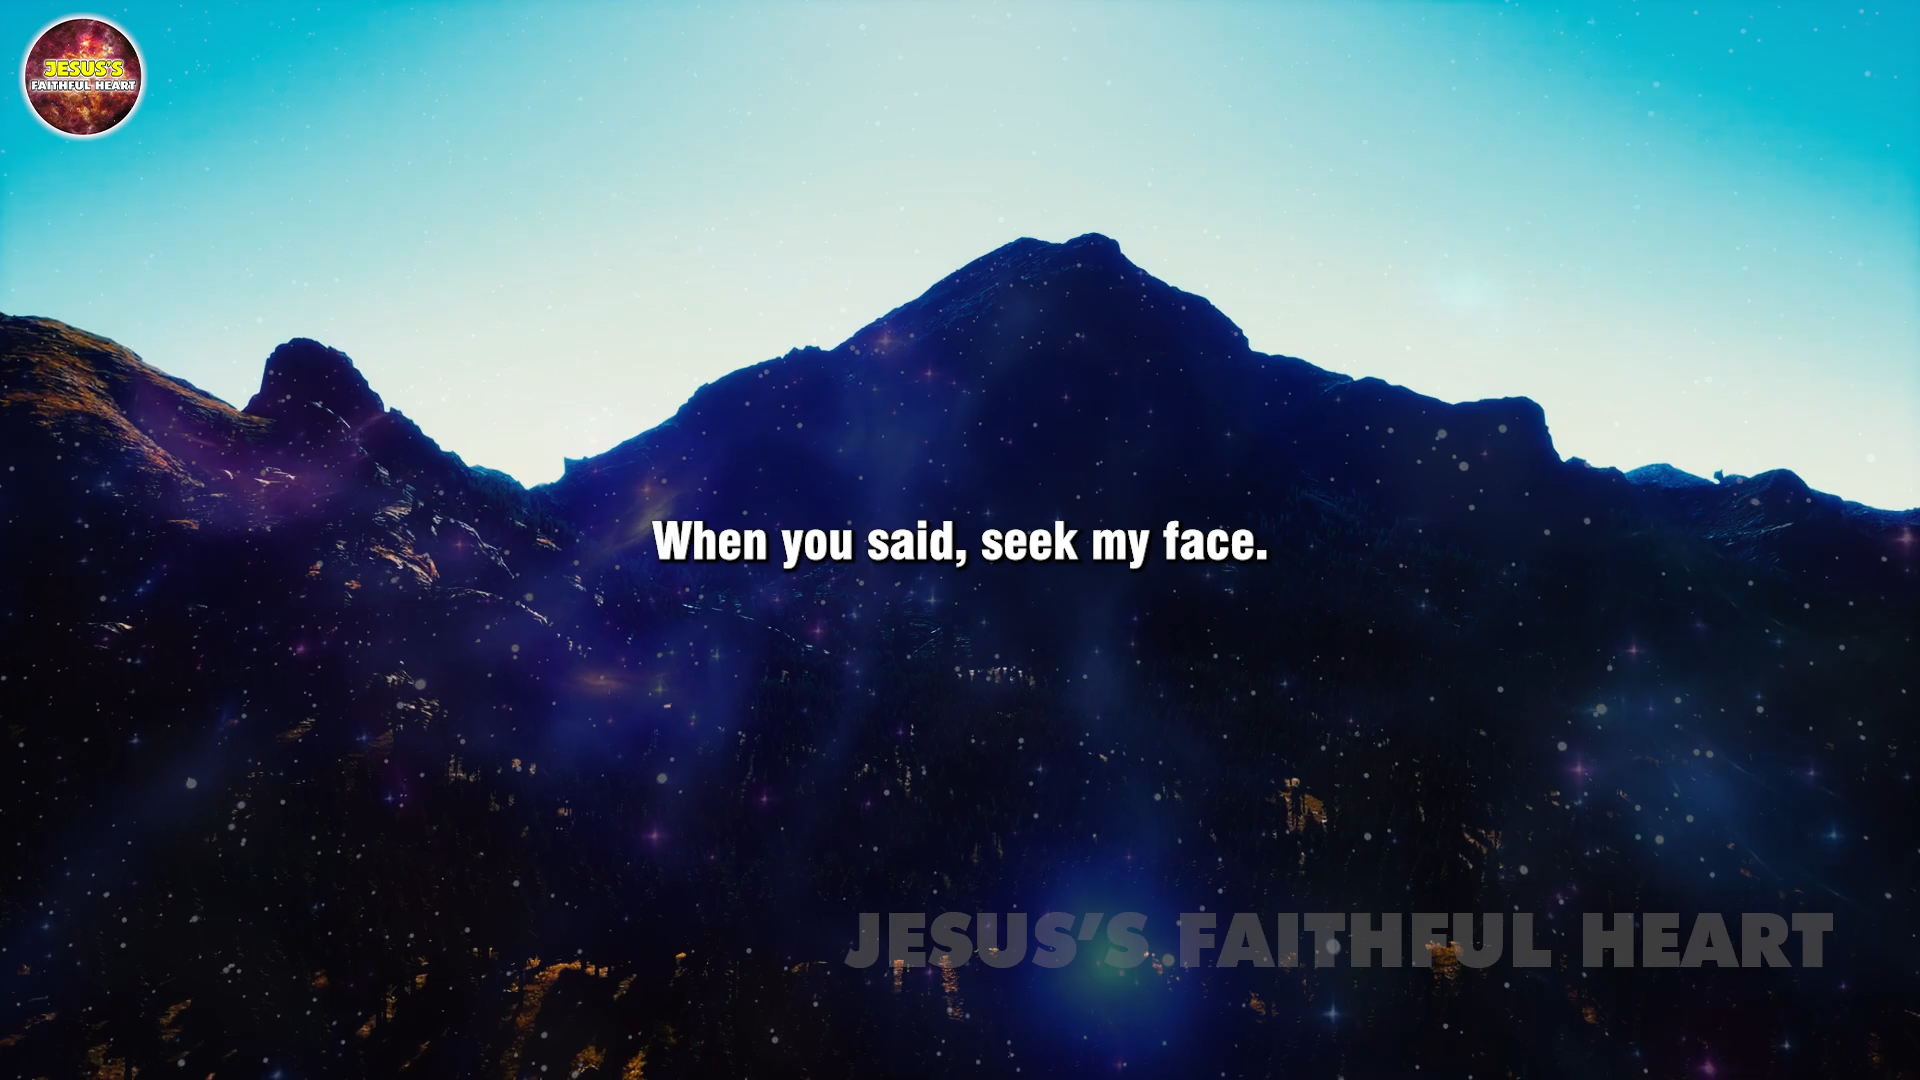 JESUS'S
FAITHFUL HEART
When you said, seek my face.
JESUS'S FAITHFUL HEART